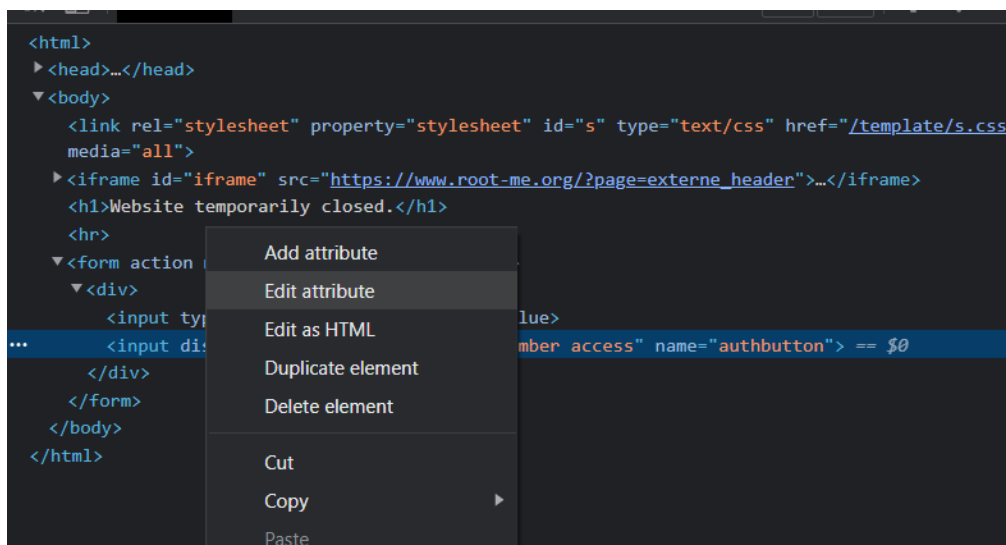 <html>
<head>…</head>
<body>
<link rel="stylesheet" property="stylesheet" id="s" type="text/css" href="/template/s.css
media="all">
<iframe id="iframe" src="https://www.root-me.org/?page=externe_header">…</iframe>
<h1>Website temporarily closed.</h1>
<hr>
<form action
<div>
<input typ lue>
<input dis mber access" name="authbutton"> == $0
</div>
</form>
</body>
</html>
Add attribute
Edit attribute
Edit as HTML
Duplicate element
Delete element
Cut
Copy
Paste